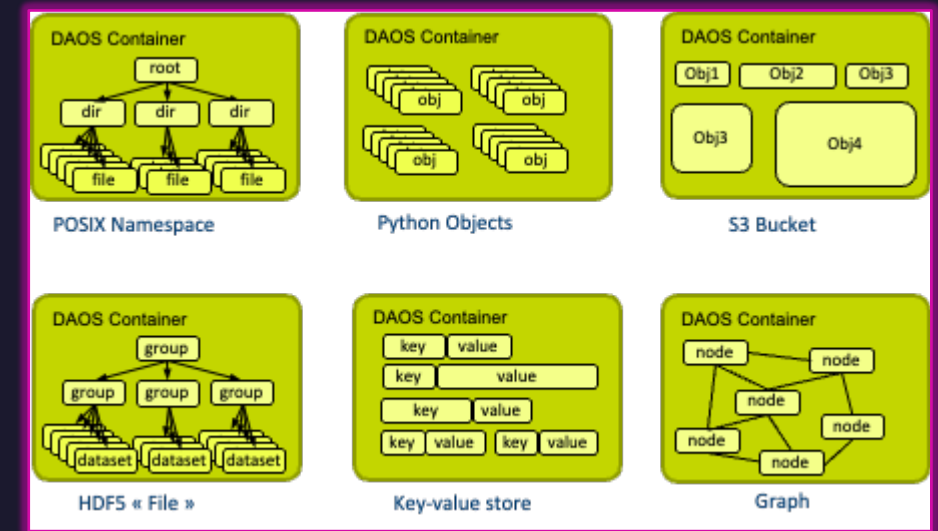 DAOS Container
root
dir dir dir
file file file
POSIX Namespace
DAOS Container
obj obj
obj obj
Python Objects
DAOS Container
Obj1 Obj2 Obj3
Obj3 Obj4
S3 Bucket
DAOS Container
group
group group group
dataset dataset dataset
HDF5 « File »
DAOS Container
key value
key value
key value
key value key value
Key-value store
DAOS Container
node node
node
node
node
node
Graph